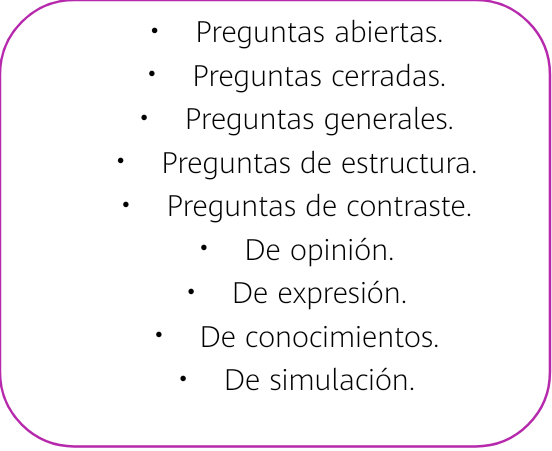 • Preguntas abiertas.
• Preguntas cerradas.
• Preguntas generales.
• Preguntas de estructura.
• Preguntas de contraste.
• De opinión.
• De expresión.
• De conocimientos.
• De simulación.